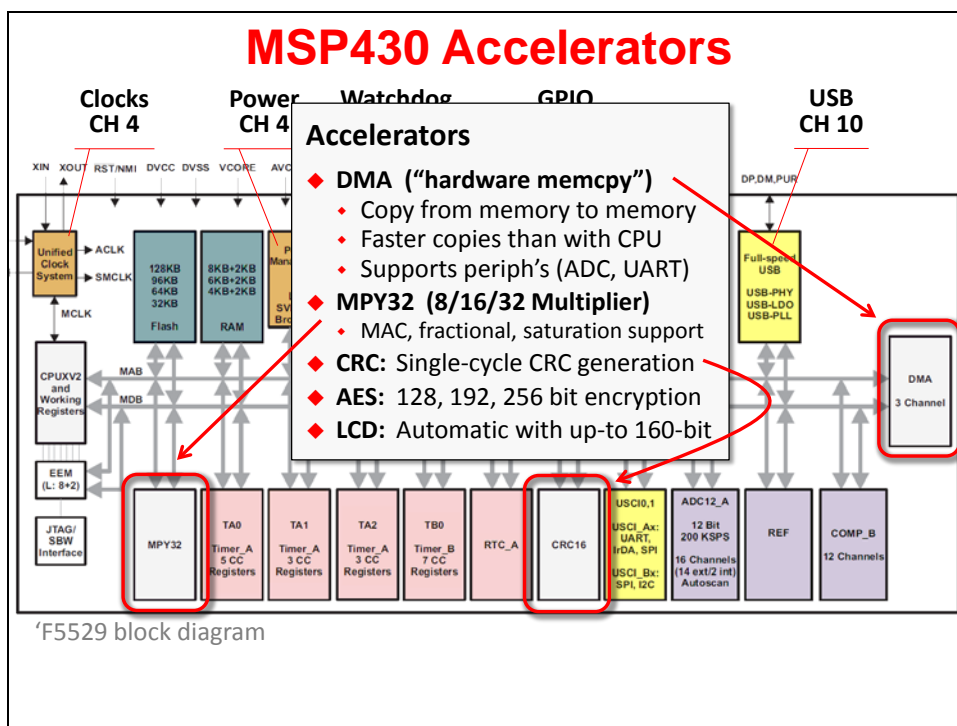 MSP430 Accelerators
Clocks
CH 4
Power
CH 4
Watchdog
GPIO
USB
CH 10
Accelerators
DMA (“hardware memcpy”)
Copy from memory to memory
Faster copies than with CPU
Supports periph’s (ADC, UART)
MPY32 (8/16/32 Multiplier)
MAC, fractional, saturation support
CRC: Single-cycle CRC generation
AES: 128, 192, 256 bit encryption
LCD: Automatic with up-to 160-bit
XIN
XOUT
RST/NMI
DVCC
DVSS
VCORE
DP,DM,PUR
Unified
Clock
System
ACLK
SMCLK
MCLK
128KB
96KB
64KB
32KB
Flash
8KB+2KB
6KB+2KB
4KB+2KB
RAM
Full-speed
USB
USB-PHY
USB-LDO
USB-PLL
CPUXV2
and
Working
Registers
MAB
MDB
DMA
3 Channel
EEM
(L: 8+2)
JTAG/
SBW
Interface
MPY32
TA0
Timer_A
5 CC
Registers
TA1
Timer_A
3 CC
Registers
TA2
Timer_A
3 CC
Registers
TB0
Timer_B
7 CC
Registers
RTC_A
CRC16
USCI0,1
USCI_Ax:
UART,
IrDA, SPI
USCI_Bx:
SPI, I2C
ADC12_A
12 Bit
200 KSPS
16 Channels
(14 ext/2 int)
Autoscan
REF
COMP_B
12 Channels
‘F5529 block diagram